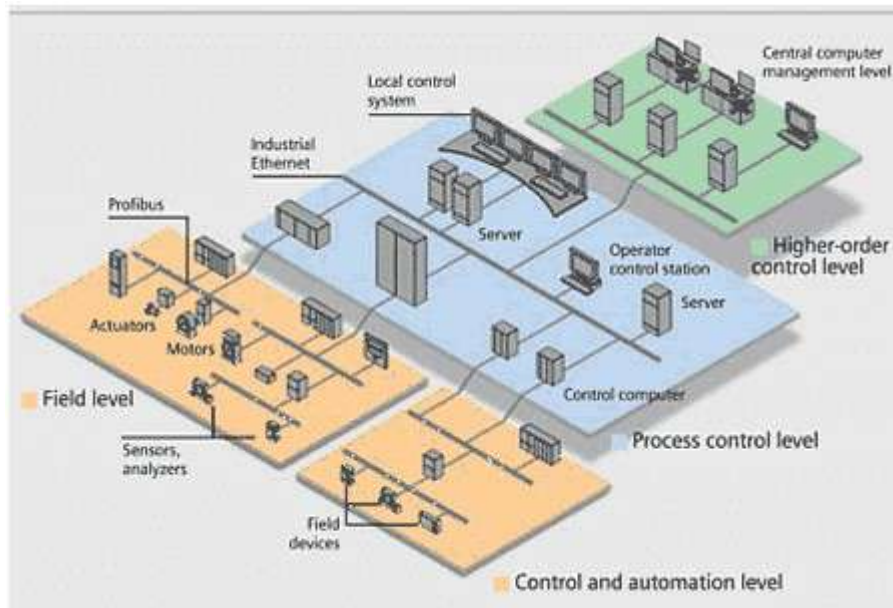 Central computer
management level
Local control
system
Industrial
Ethernet
Profibus
Server
Operator
control station
Higher-order
control level
Server
Actuators
Motors
Control computer
Field level
Process control level
Sensors,
analyzers
Field
devices
Control and automation level